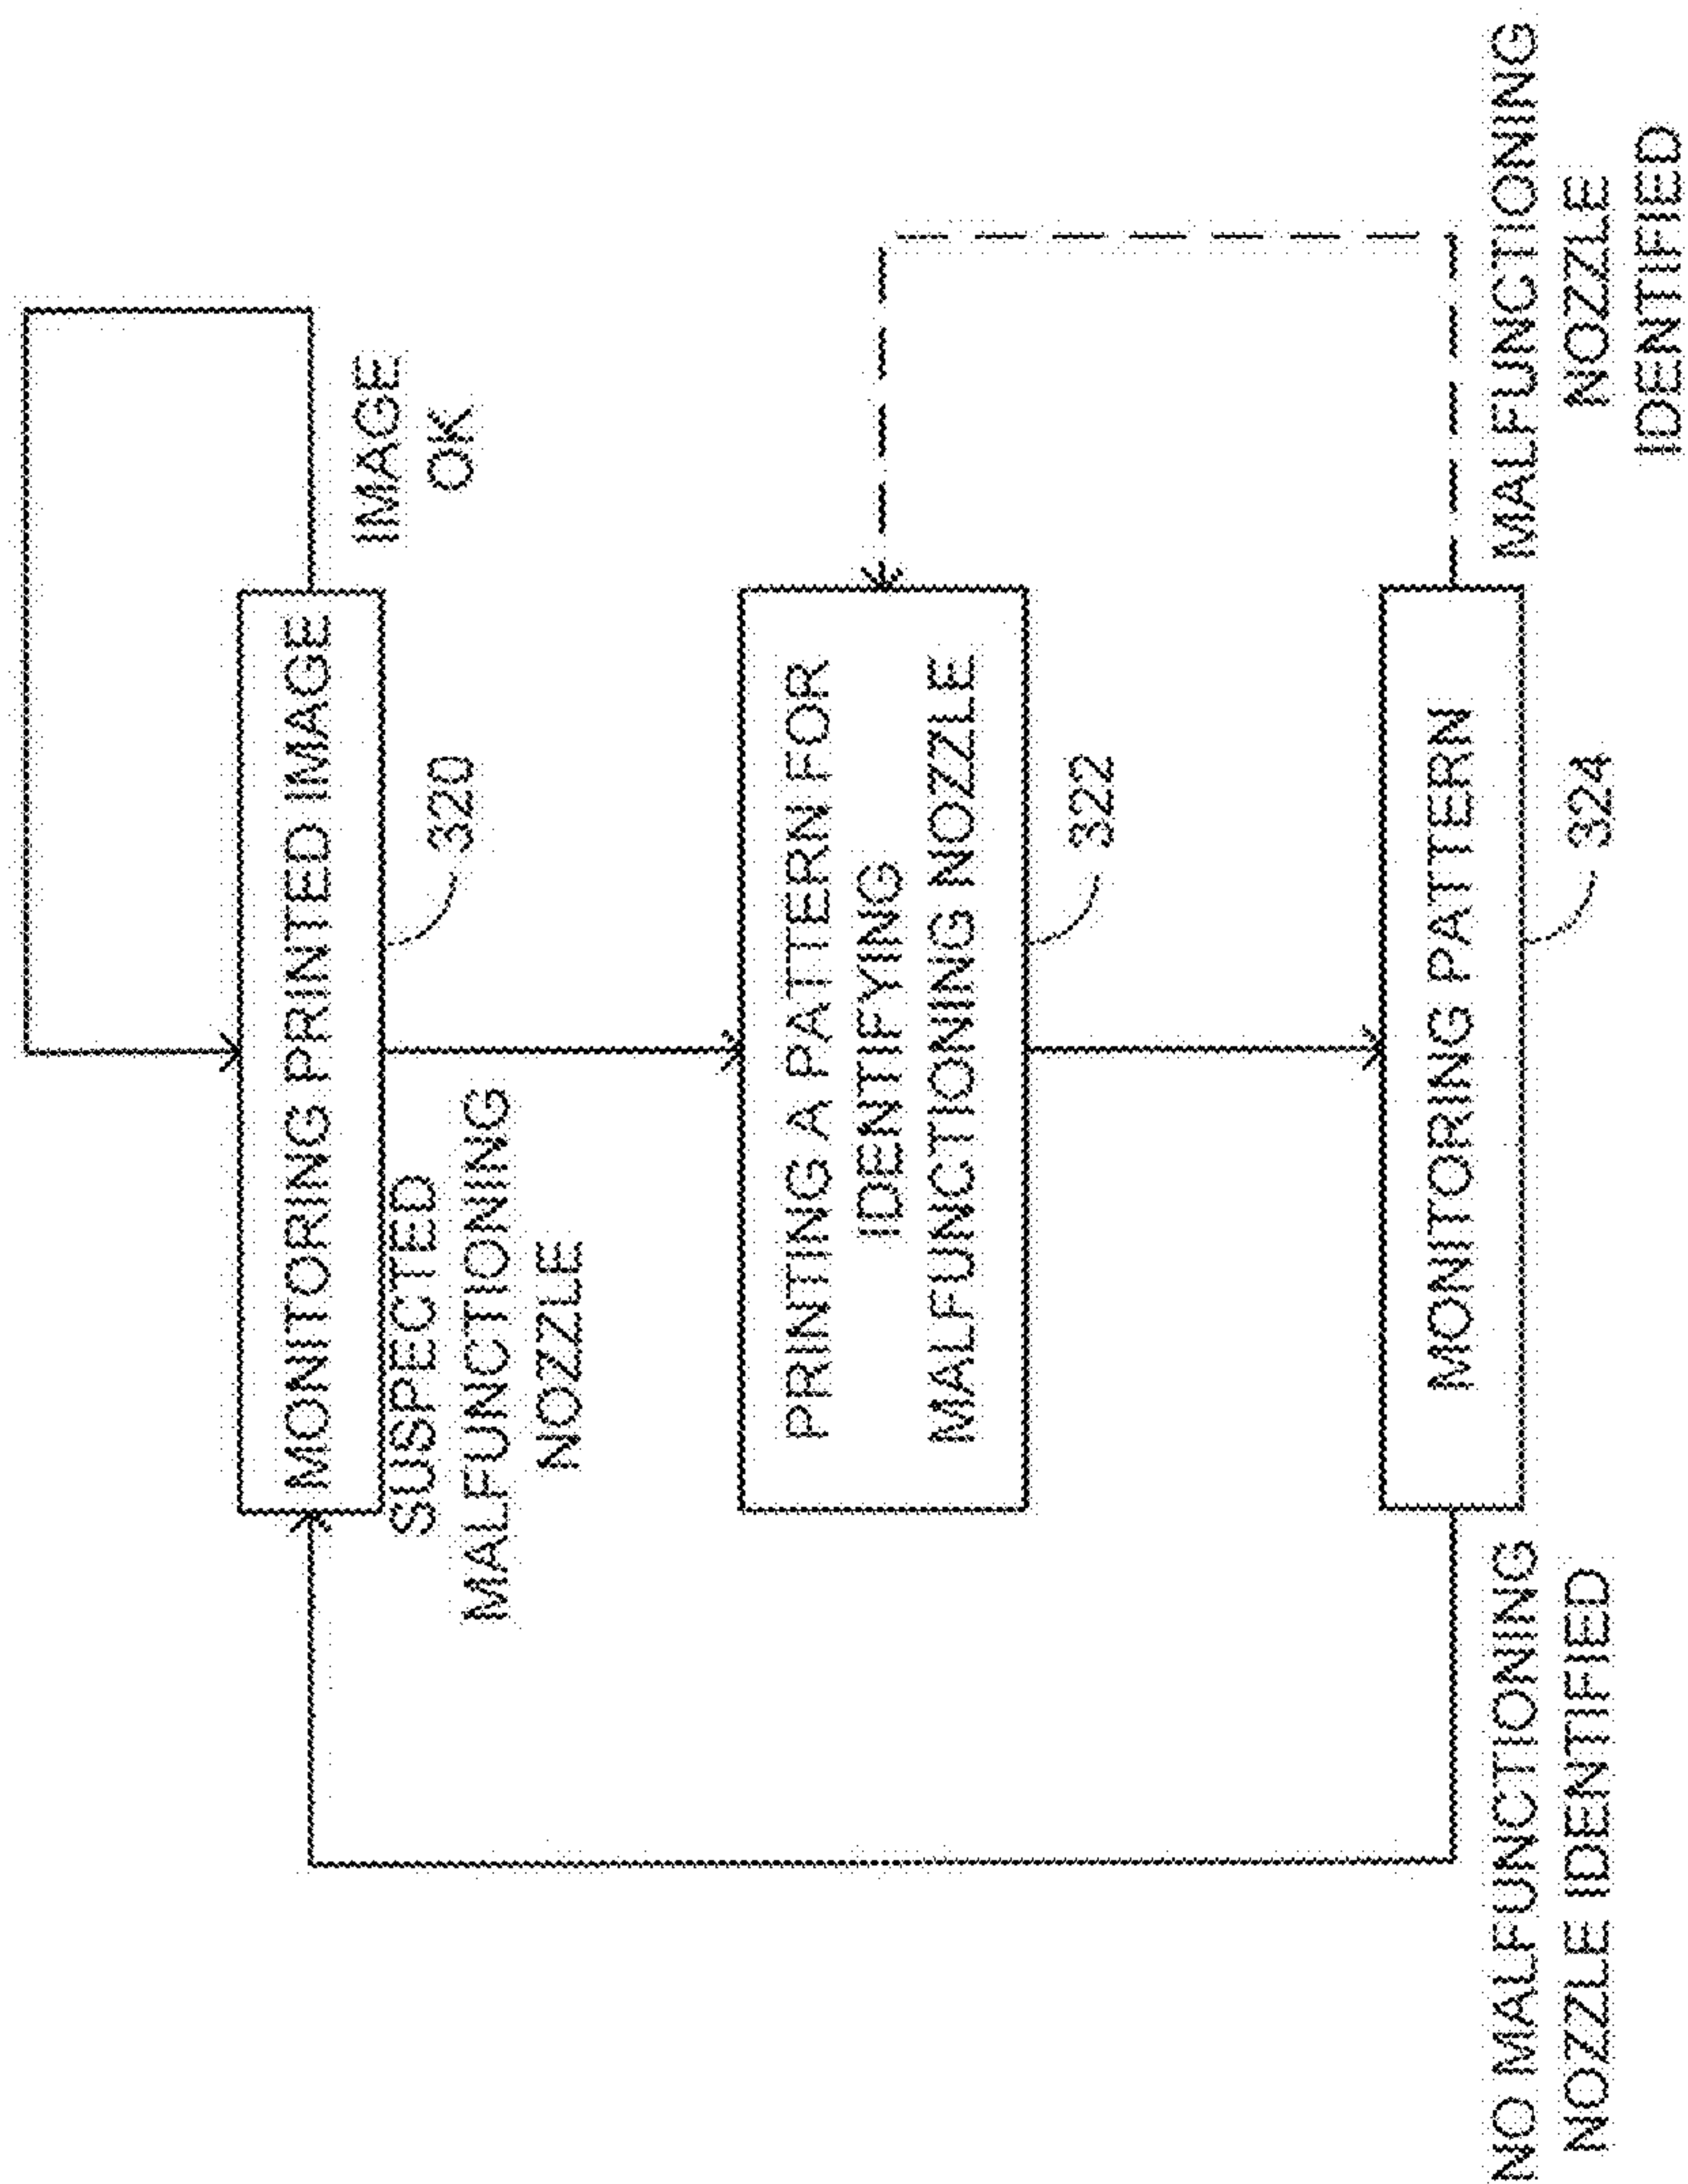 MONITORING PRINTED IMAGE
IMAGE
OK
320
SUSPECTED
MALFUNCTIONING
NOZZLE
PRINTING A PATTERN FOR
IDENTIFYING
MALFUNCTIONING NOZZLE
322
MONITORING PATTERN
324
NO MALFUNCTIONING
NOZZLE IDENTIFIED
MALFUNCTIONING
NOZZLE
IDENTIFIED